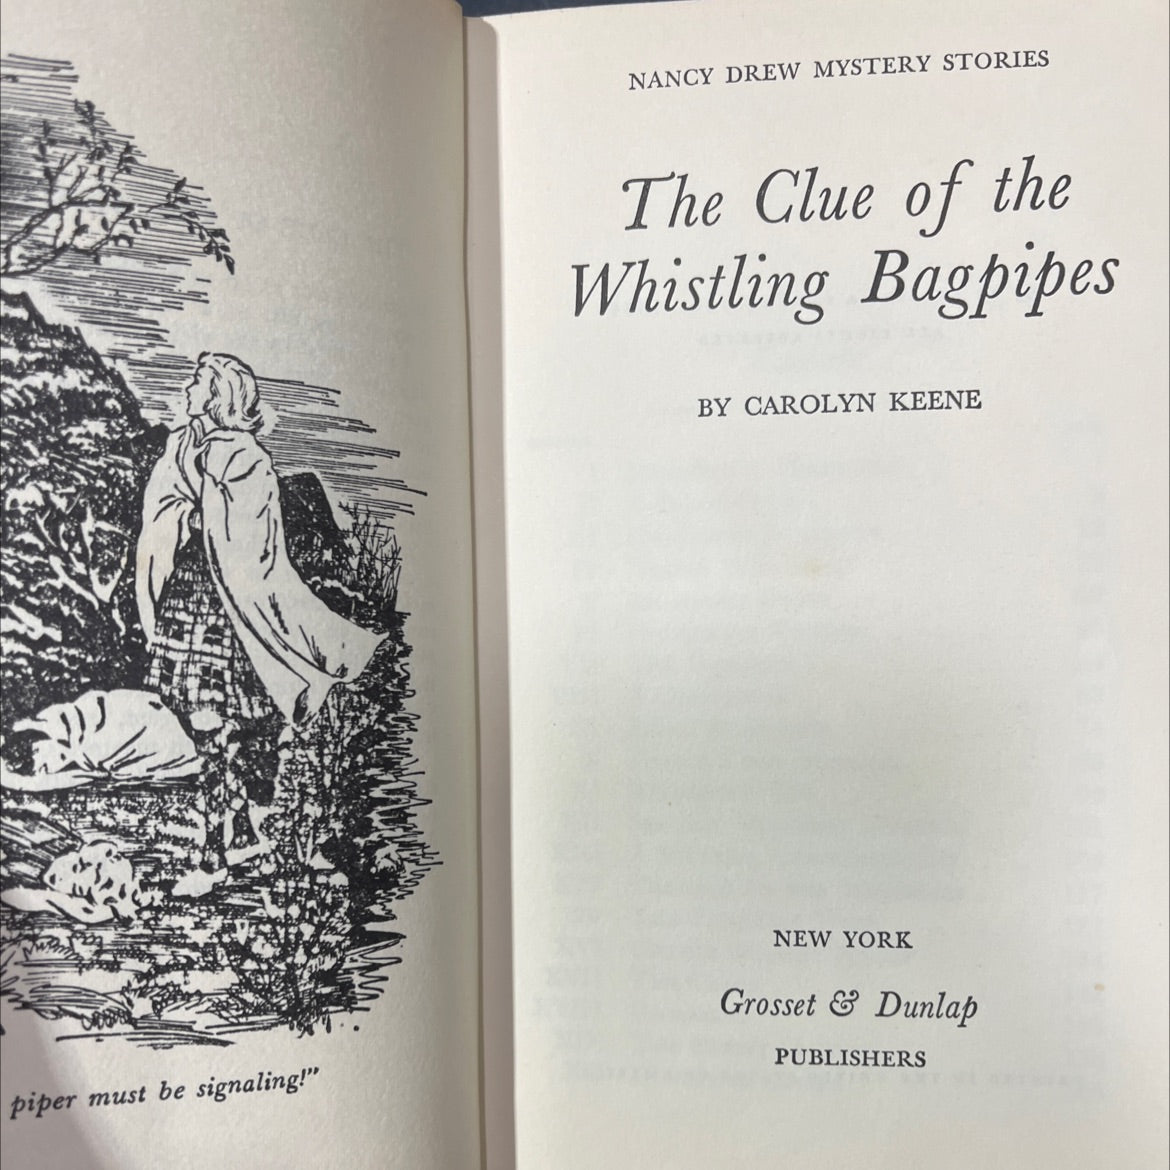 piper must be signaling!"
NANCY DREW MYSTERY STORIES
The Clue of the
Whistling Bagpipes
BY CAROLYN KEENE
NEW YORK
Grosset & Dunlap
PUBLISHERS